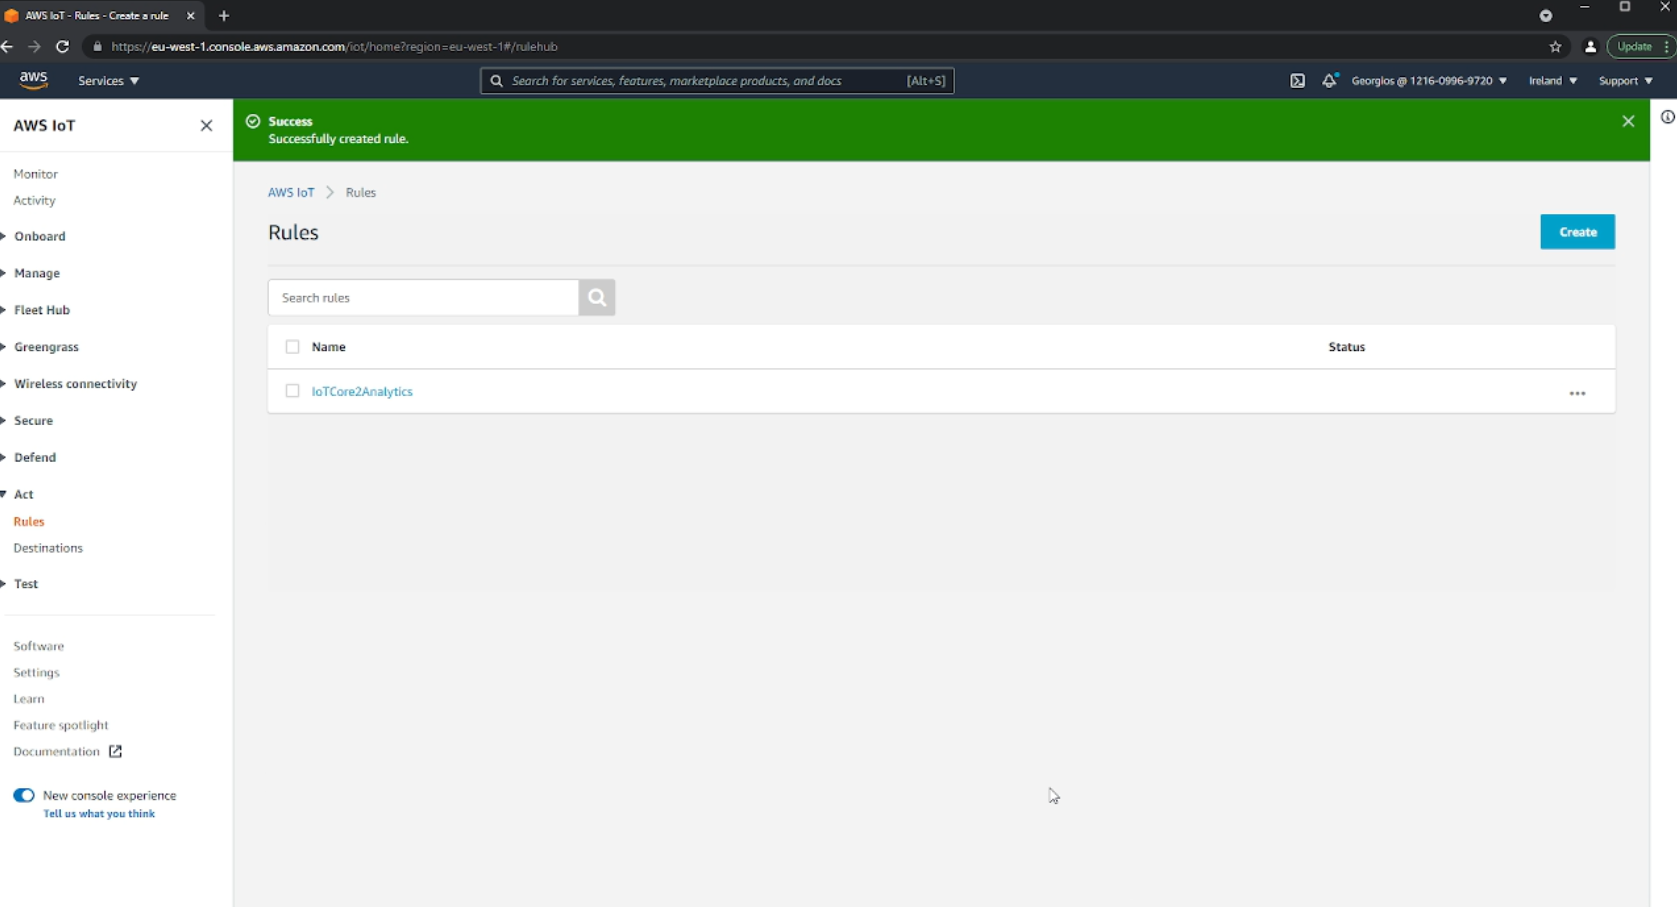 AWS IoT - Rules - Create a rule
https://eu-west-1.console.aws.amazon.com/iot/home?region=eu-west-1#/rulehub
Update
aws
Services
Search for services, features, marketplace products, and docs
[Alt+S]
Georgios @ 1216-0996-9720
Ireland
Support
AWS IoT
Monitor
Activity
Onboard
Manage
Fleet Hub
Greengrass
Wireless connectivity
Secure
Defend
Act
Rules
Destinations
Test
Software
Settings
Learn
Feature spotlight
Documentation
New console experience
Tell us what you think
Success
Successfully created rule.
AWS IoT > Rules
Rules
Create
Search rules
Name
Status
IoTCore2Analytics